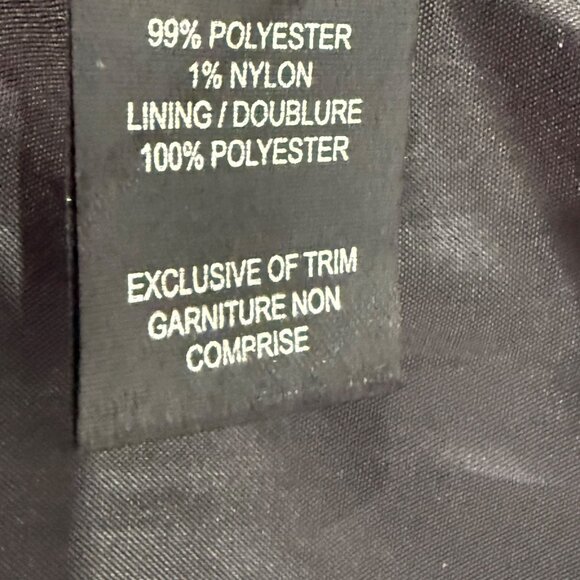 99% POLYESTER
1% NYLON
LINING / DOUBLURE
100% POLYESTER
EXCLUSIVE OF TRIM
GARNITURE NON
COMPRISE